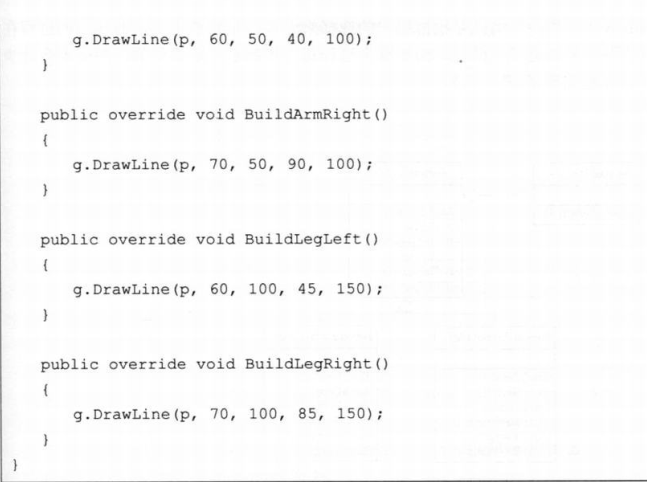 g.DrawLine(p, 60, 50, 40, 100);
}
public override void BuildArmRight()
{
g.DrawLine(p, 70, 50, 90, 100);
}
public override void BuildLegLeft()
{
g.DrawLine(p, 60, 100, 45, 150);
}
public override void BuildLegRight()
{
g.DrawLine(p, 70, 100, 85, 150);
}
}